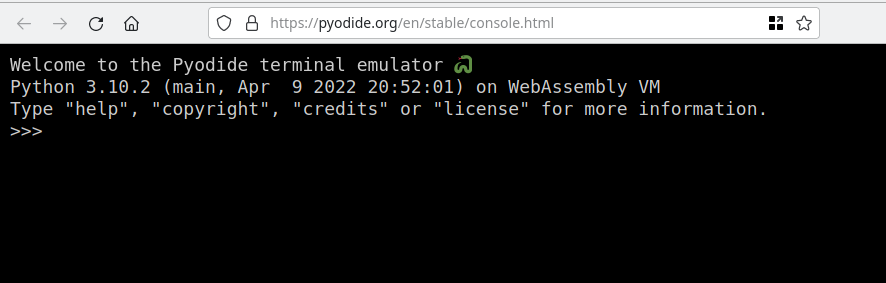 https://pyodide.org/en/stable/console.html
Welcome to the Pyodide terminal emulator 🐍
Python 3.10.2 (main, Apr  9 2022 20:52:01) on WebAssembly VM
Type "help", "copyright", "credits" or "license" for more information.
>>>